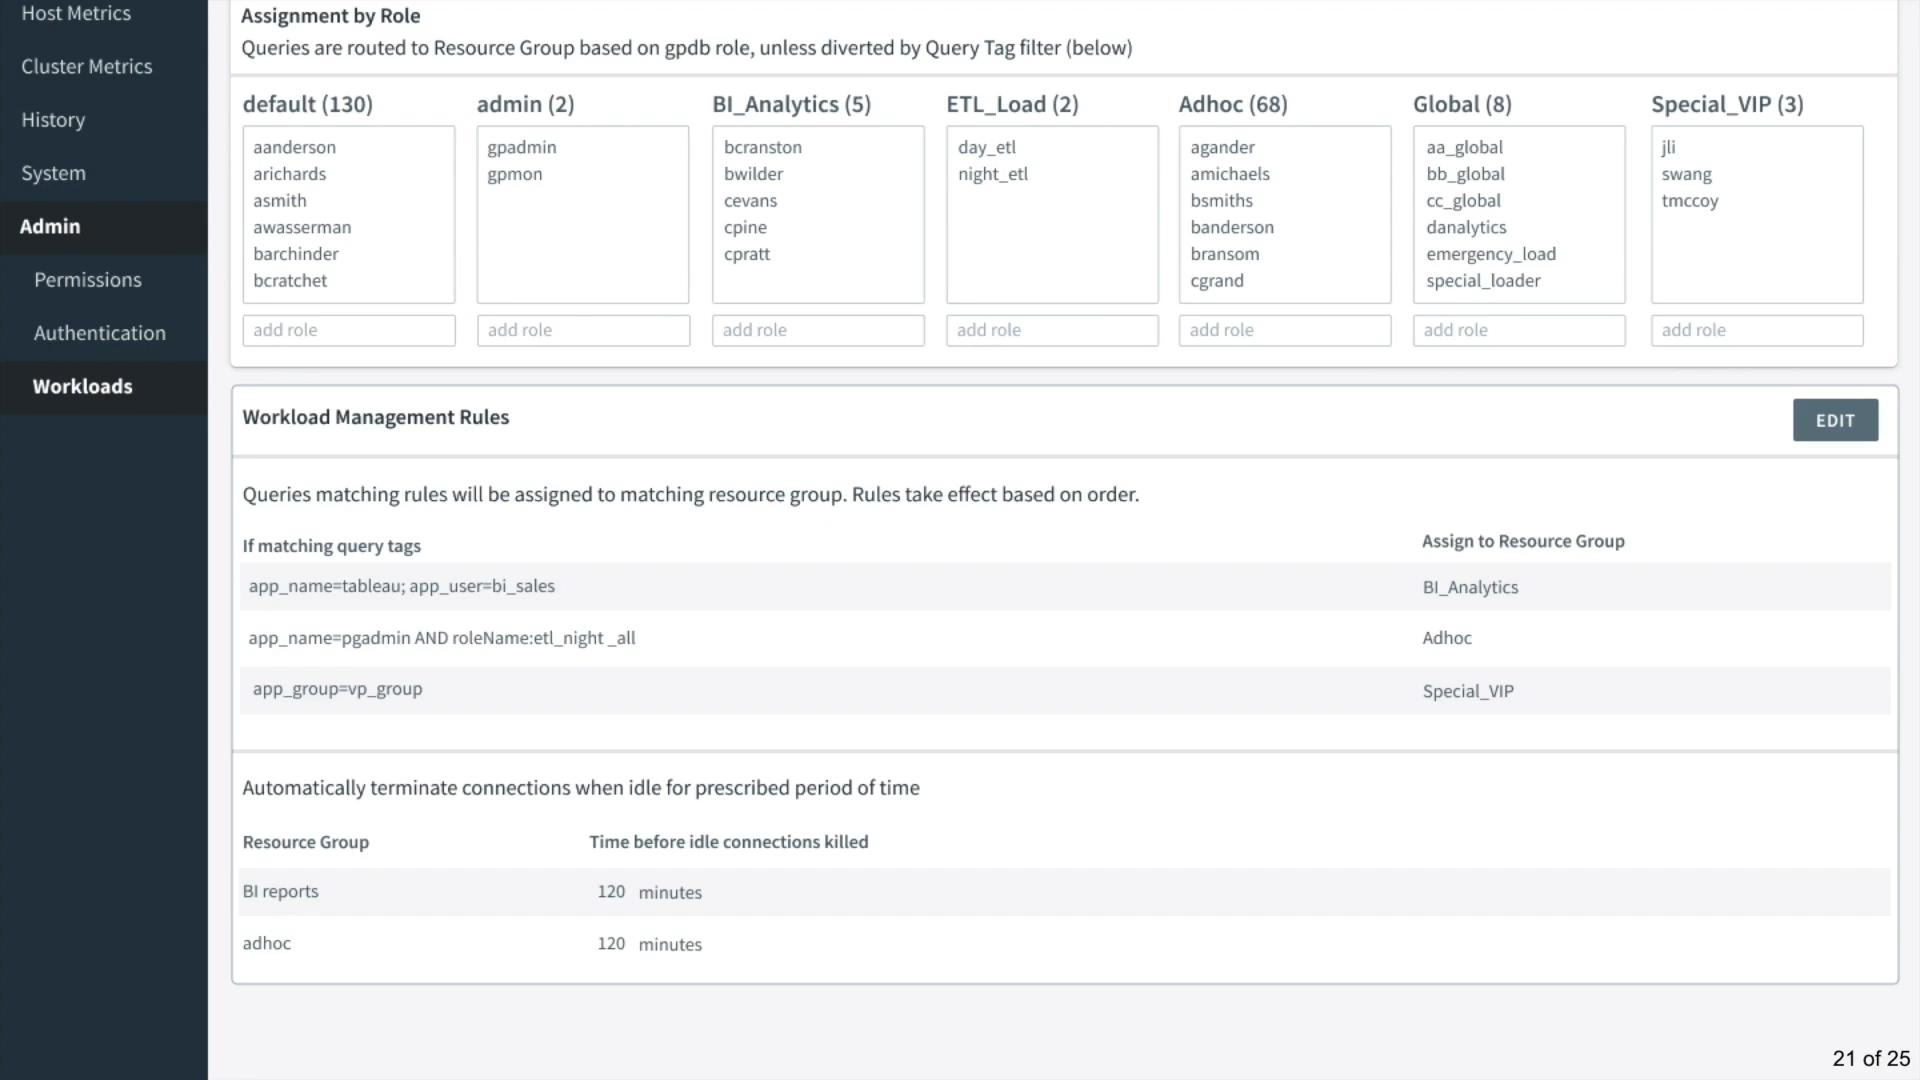 Host Metrics
Cluster Metrics
History
System
Admin
Permissions
Authentication
Workloads
Assignment by Role
Queries are routed to Resource Group based on gpdb role, unless diverted by Query Tag filter (below)
default (130)
aanderson
arichards
asmith
awasserman
barchinder
bcratchet
add role
admin (2)
gpadmin
gpmon
add role
BI_Analytics (5)
bcranston
bwilder
cevans
cpine
cpratt
add role
ETL_Load (2)
day_etl
night_etl
add role
Adhoc (68)
agander
amichaels
bsmiths
banderson
bransom
cgrand
add role
Global (8)
aa_global
bb_global
cc_global
danalytics
emergency_load
special_loader
add role
Special_VIP (3)
jli
swang
tmccoy
add role
Workload Management Rules
EDIT
Queries matching rules will be assigned to matching resource group. Rules take effect based on order.
If matching query tags Assign to Resource Group
app_name=tableau; app_user=bi_sales BI_Analytics
app_name=pgadmin AND roleName:etl_night _all Adhoc
app_group=vp_group Special_VIP
Automatically terminate connections when idle for prescribed period of time
Resource Group Time before idle connections killed
BI reports 120 minutes
adhoc 120 minutes
21 of 25